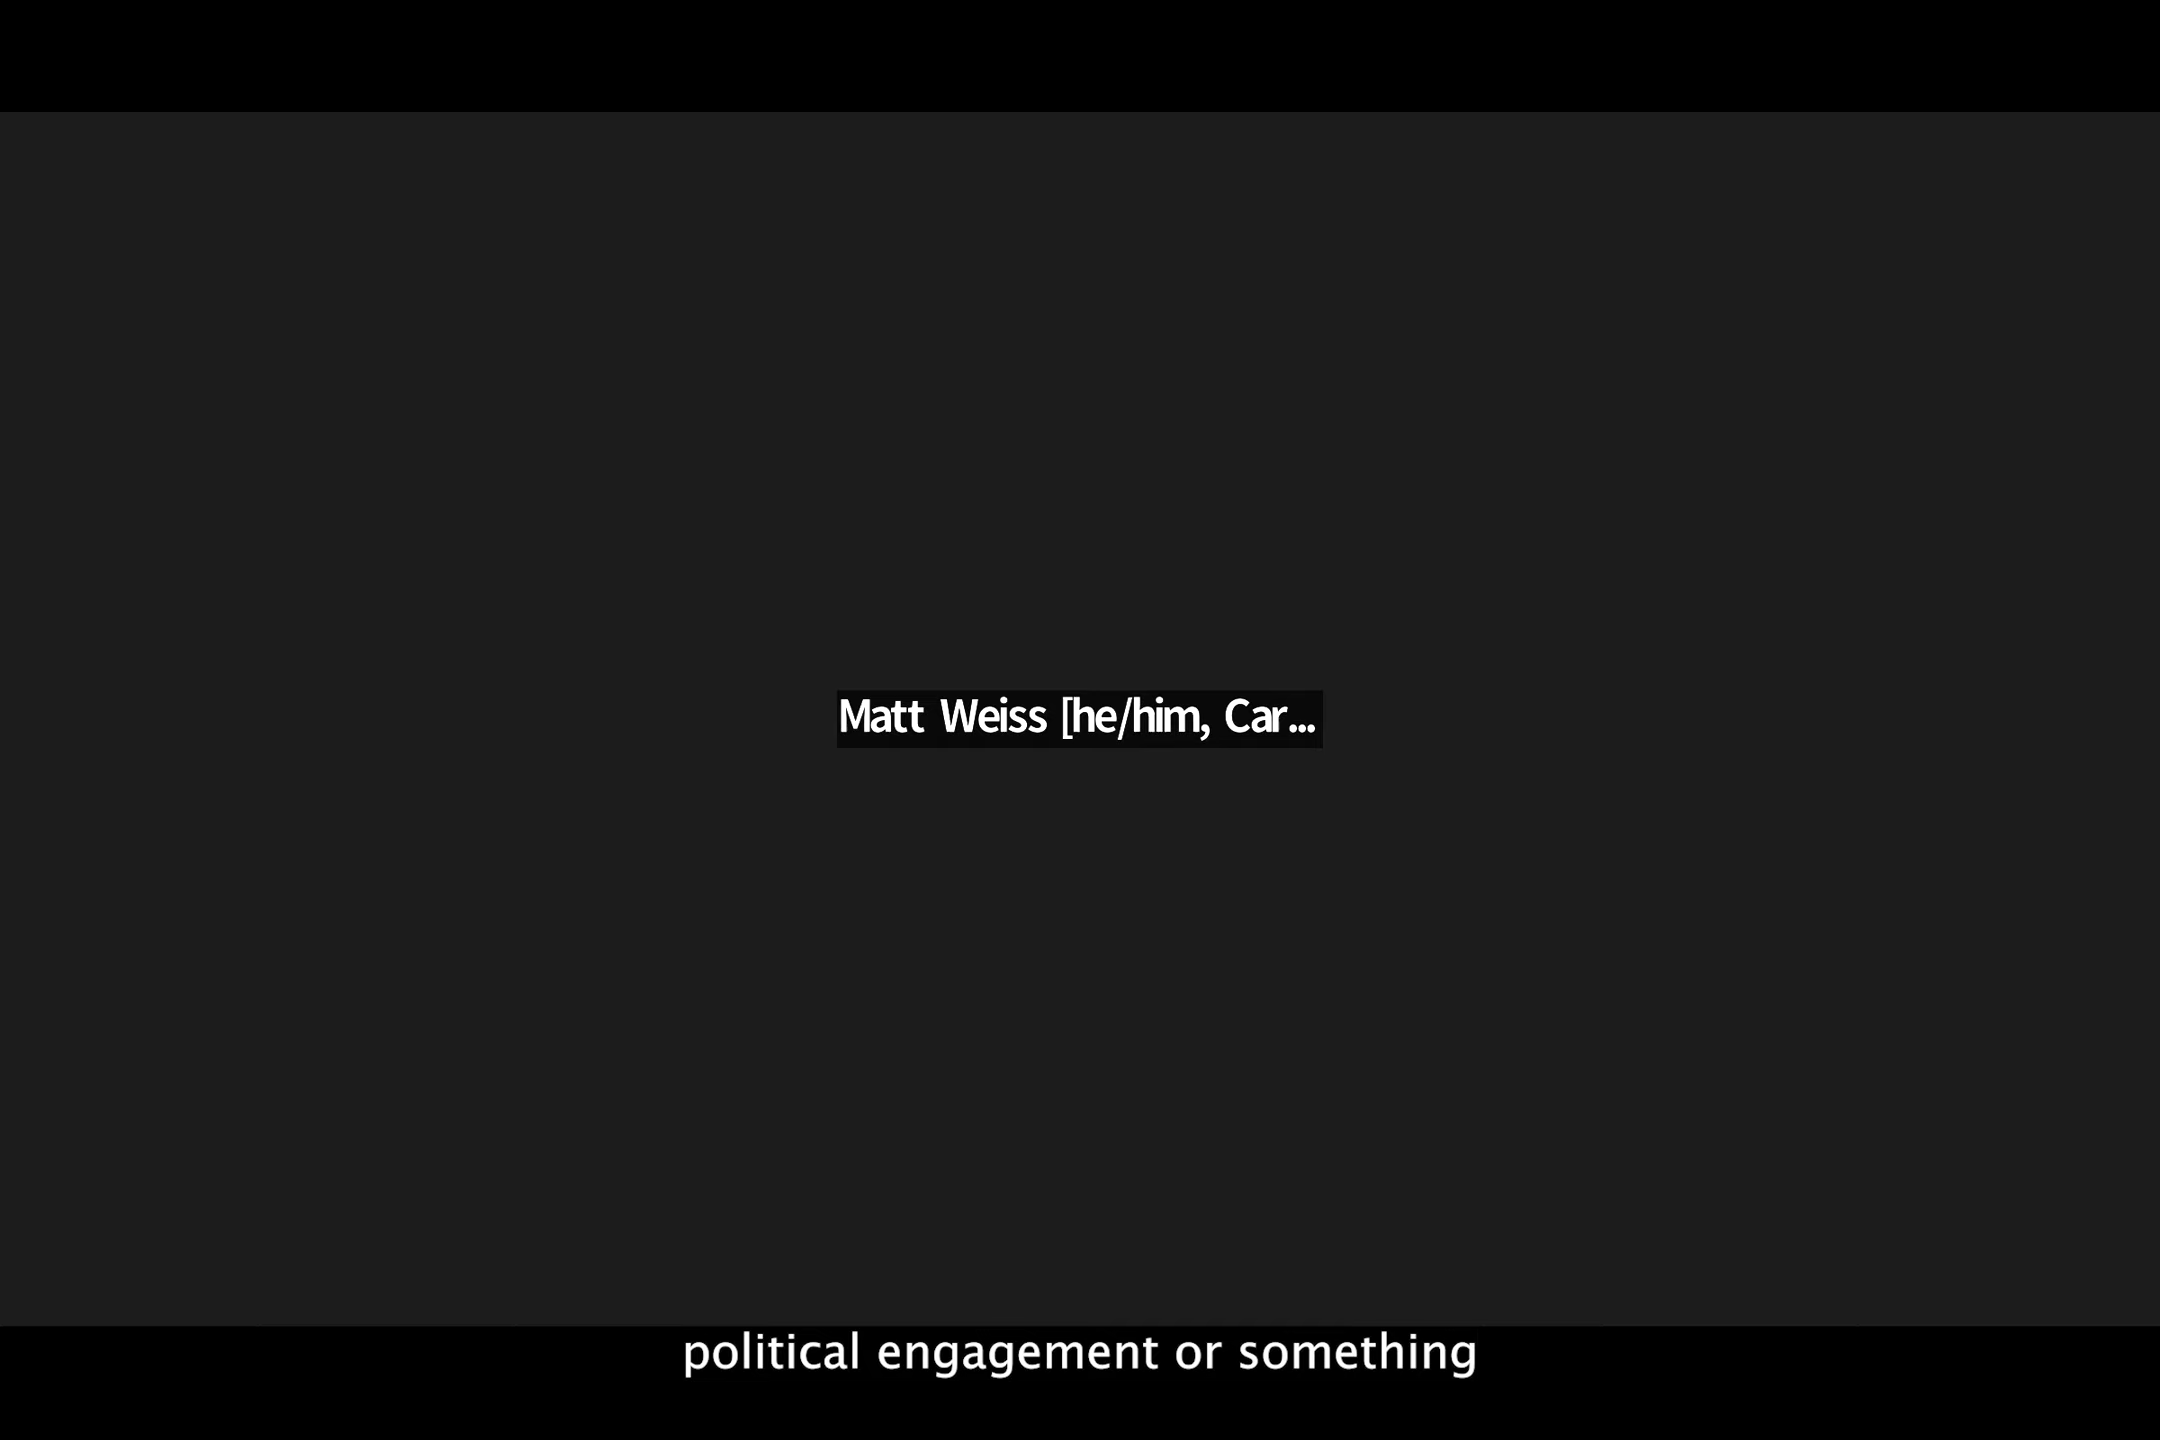 Matt Weiss [he/him, Car...
political engagement or something